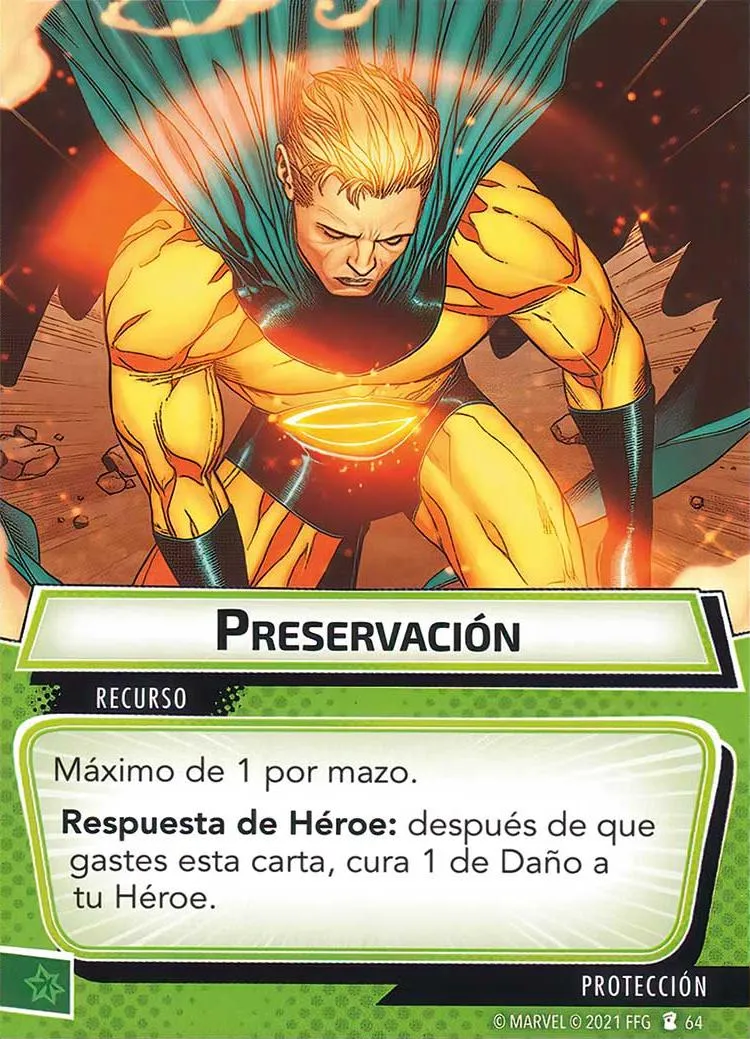 PRESERVACIÓN
RECURSO
Máximo de 1 por mazo.
Respuesta de Héroe: después de que
gastes esta carta, cura 1 de Daño a
tu Héroe.
PROTECCIÓN
© MARVEL © 2021 FFG 64